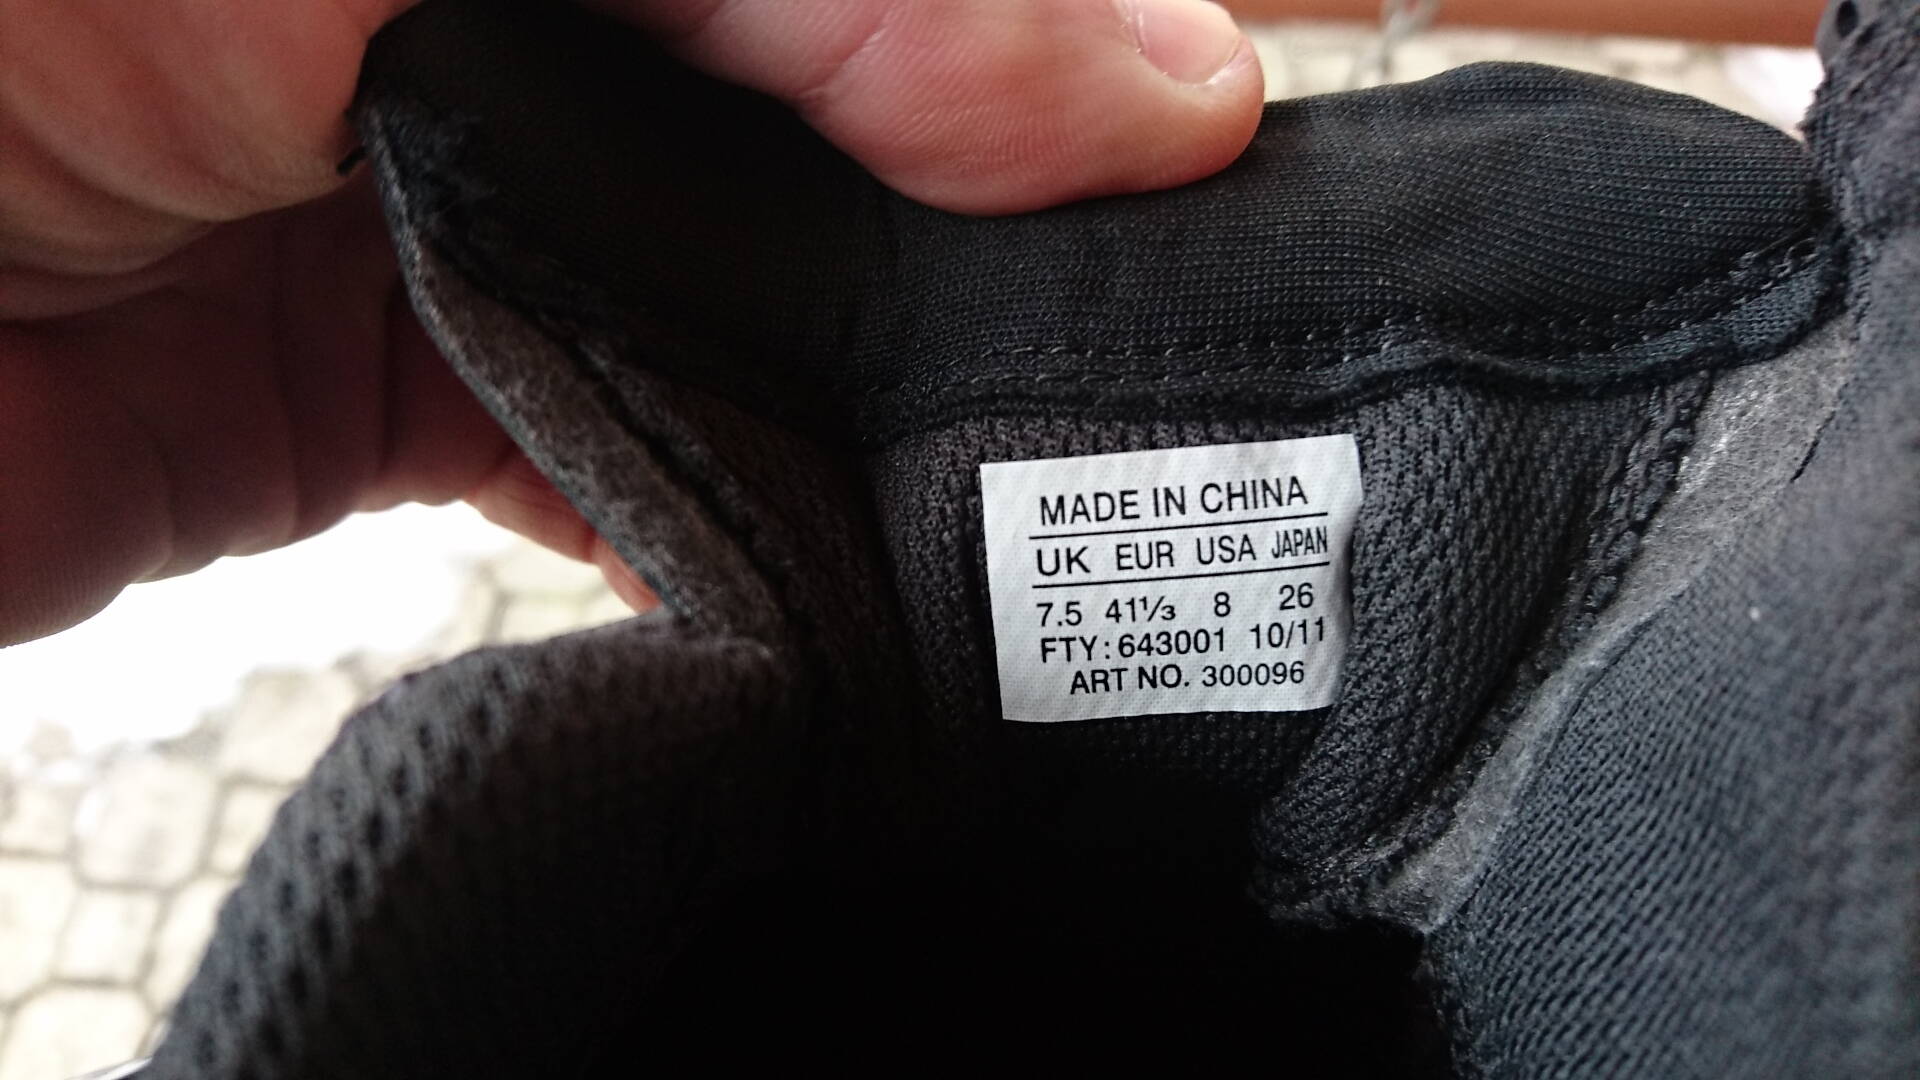 MADE IN CHINA
UK EUR USA JAPAN
7.5 41⅓ 8 26
FTY: 643001 10/11
ART NO. 300096